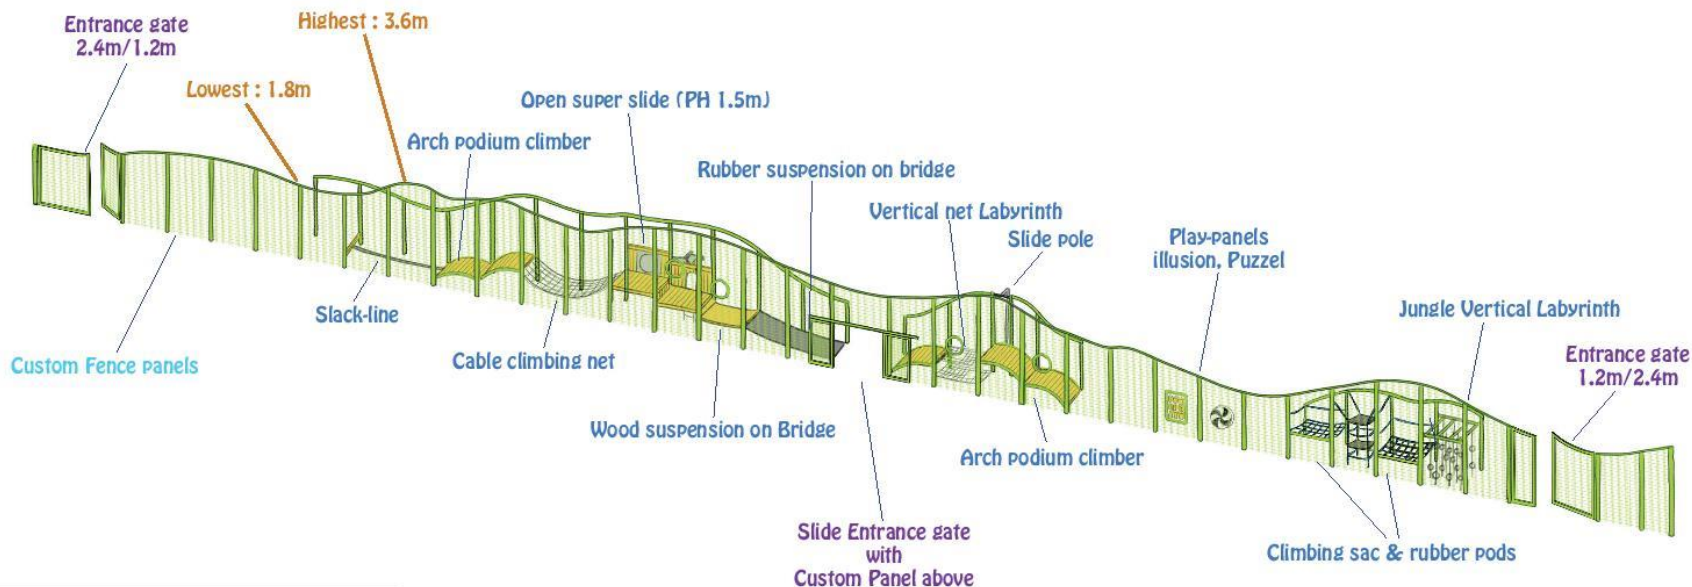 Entrance gate
2.4m/1.2m
Highest : 3.6m
Lowest : 1.8m
Open super slide (PH 1.5m)
Arch podium climber
Rubber suspension on bridge
Vertical net Labyrinth
Slide pole
Play-panels
illusion, Puzzel
Jungle Vertical Labyrinth
Entrance gate
1.2m/2.4m
Custom Fence panels
Slack-line
Cable climbing net
Wood suspension on Bridge
Arch podium climber
Slide Entrance gate
with
Custom Panel above
Climbing sac & rubber pods